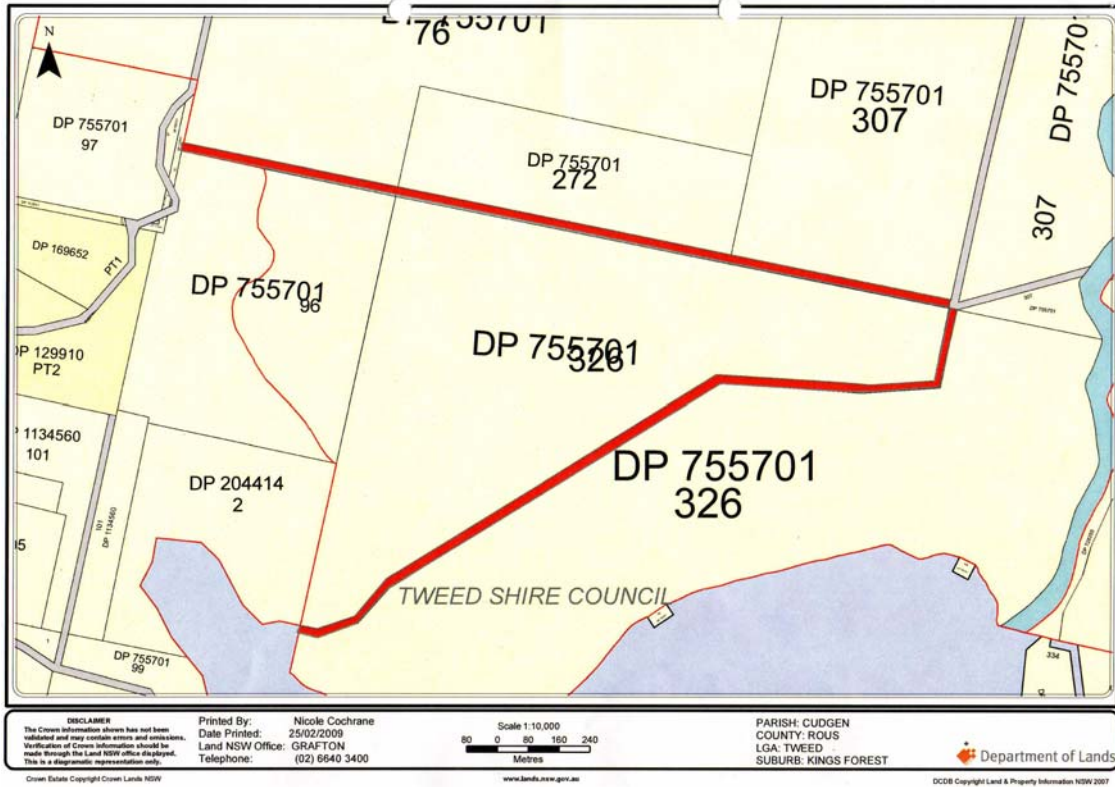 N
DP 755701
76
DP 755701
97
DP 755701
307
DP 755701
307
DP 755701
272
DP 169652
PT1
DP 755701
96
DP 129910
PT2
DP 755701
326
DP 755701
326
1134560
101
DP 204414
2
101
DP 1134560
TWEED SHIRE COUNCIL
DP 755701
99
1
334
DISCLAIMER
The Crown information shown has not been
validated and may contain errors and omissions.
Verification of Crown information should be
made through the Land NSW office displayed.
This is a diagramatic representation only.
Printed By: Nicole Cochrane
Date Printed: 25/02/2009
Land NSW Office: GRAFTON
Telephone: (02) 6640 3400
Scale 1:10,000
80 0 80 160 240
Metres
PARISH: CUDGEN
COUNTY: ROUS
LGA: TWEED
SUBURB: KINGS FOREST
Department of Lands
Crown Estate Copyright Crown Lands NSW
www.lands.nsw.gov.au
DCDB Copyright Land & Property Information NSW 2007